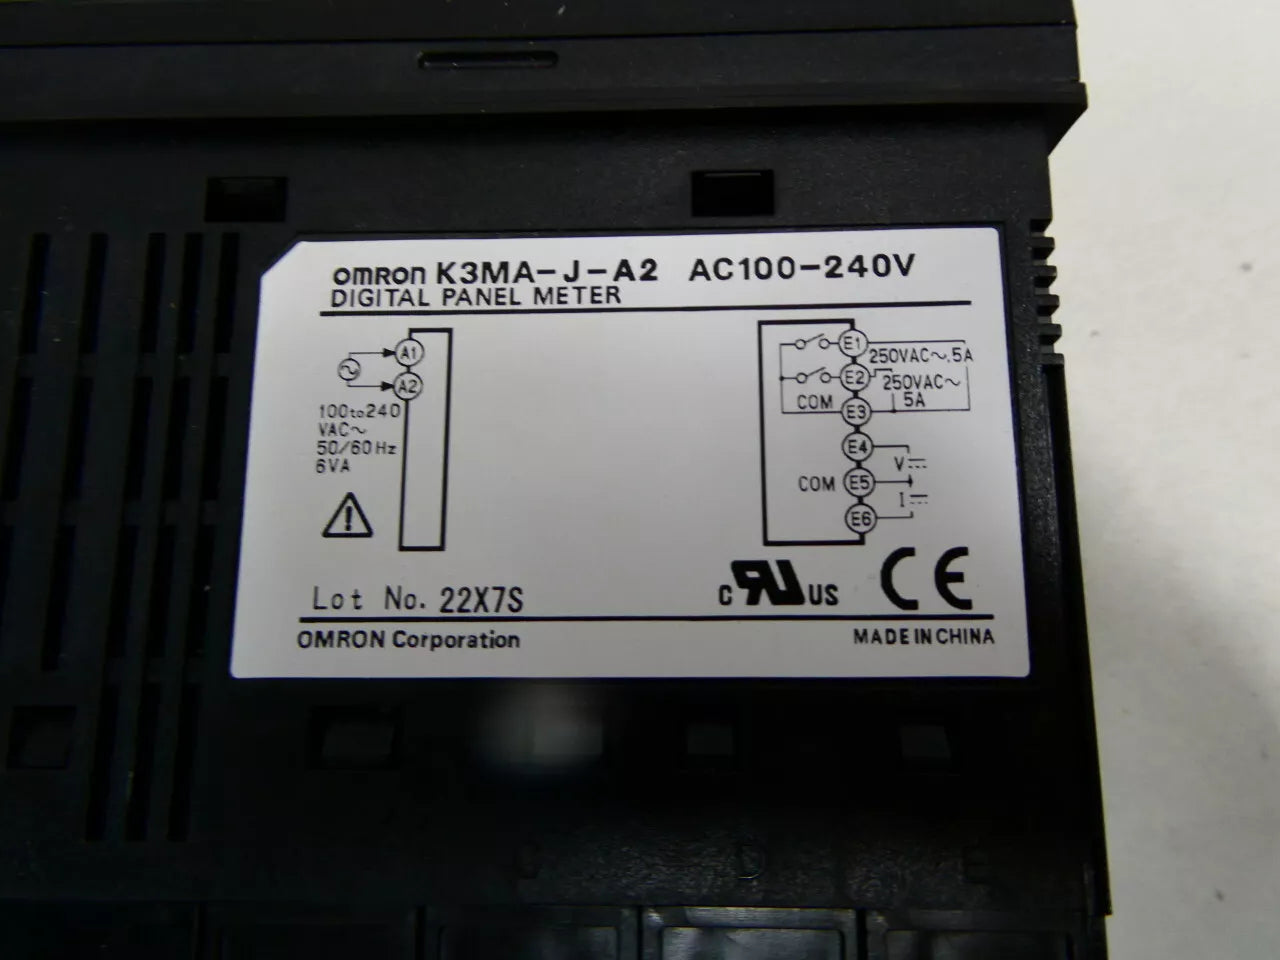 omron K3MA-J-A2 AC100-240V
DIGITAL PANEL METER
A1
A2
100to240
VAC~
50/60Hz
6VA
E1
250VAC~.5A
E2
250VAC~
5A
COM
E3
E4
V
COM
E5
I
E6
Lot No. 22X7S
C RU US CE
OMRON Corporation
MADE IN CHINA
C D E